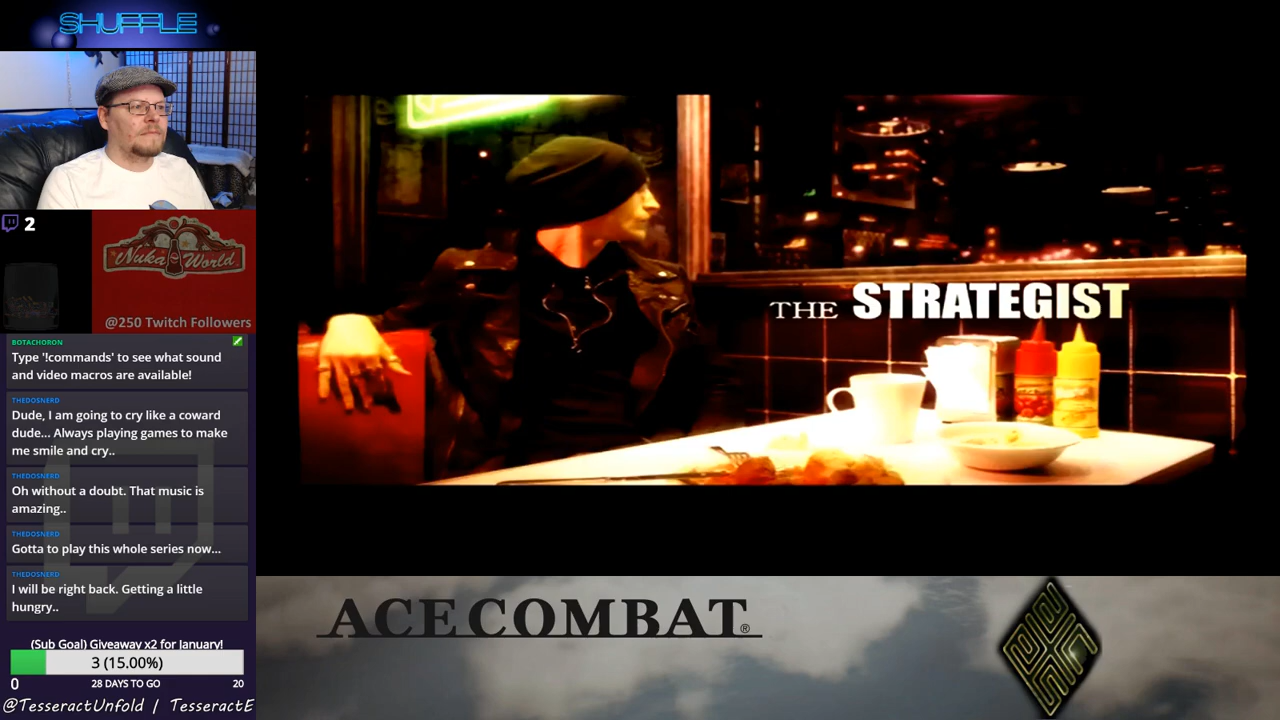 SHUFFLE
2
Nuka World
@250 Twitch Followers
BOTACHORON
Type '!commands' to see what sound
and video macros are available!
THEDOSNERD
Dude, I am going to cry like a coward
dude... Always playing games to make
me smile and cry..
THEDOSNERD
Oh without a doubt. That music is
amazing..
THEDOSNERD
Gotta to play this whole series now...
THEDOSNERD
I will be right back. Getting a little
hungry..
(Sub Goal) Giveaway x2 for January!
3 (15.00%)
0 28 DAYS TO GO 20
@TesseractUnfold / TesseractE
THE STRATEGIST
ACE COMBAT®